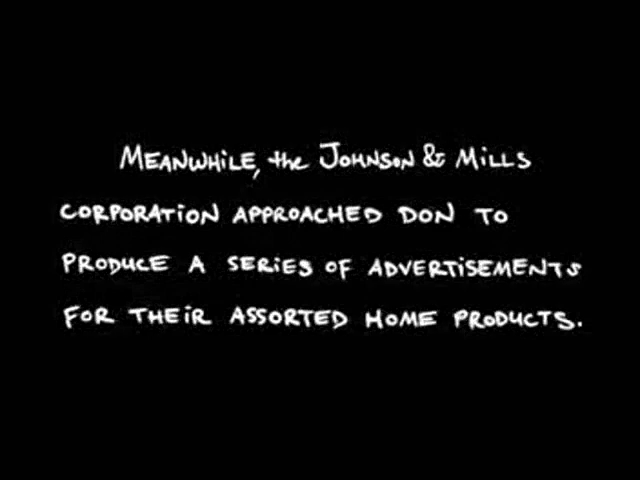 MEANWHiLE, the JOHNSON & MiLLS
CORPORATiON APPROACHED DON TO
PRODUCE A SERiES OF ADVERTiSEMENTS
FOR THEiR ASSORTED HOME PRODUCTS.